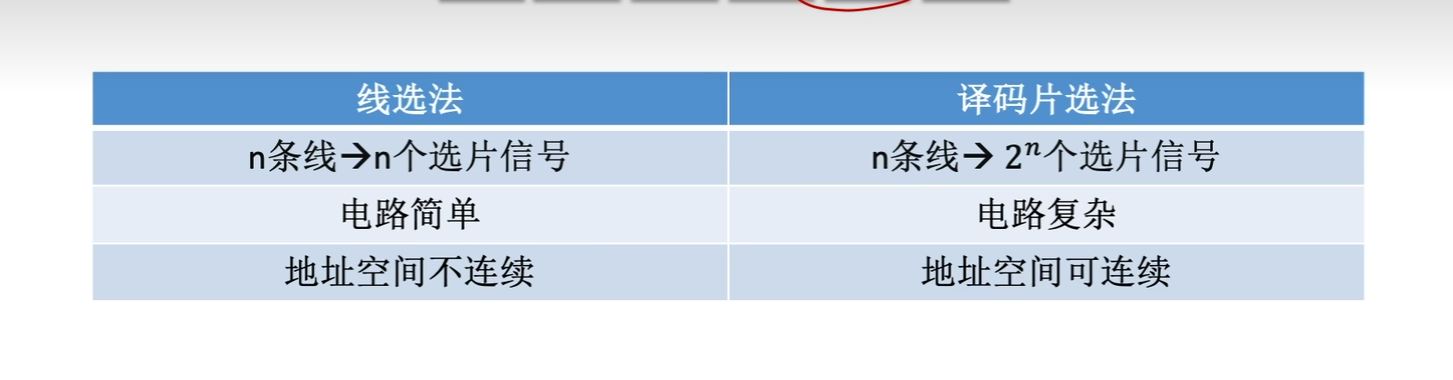 线选法 译码片选法
n条线→n个选片信号 n条线→ 2ⁿ个选片信号
电路简单 电路复杂
地址空间不连续 地址空间可连续